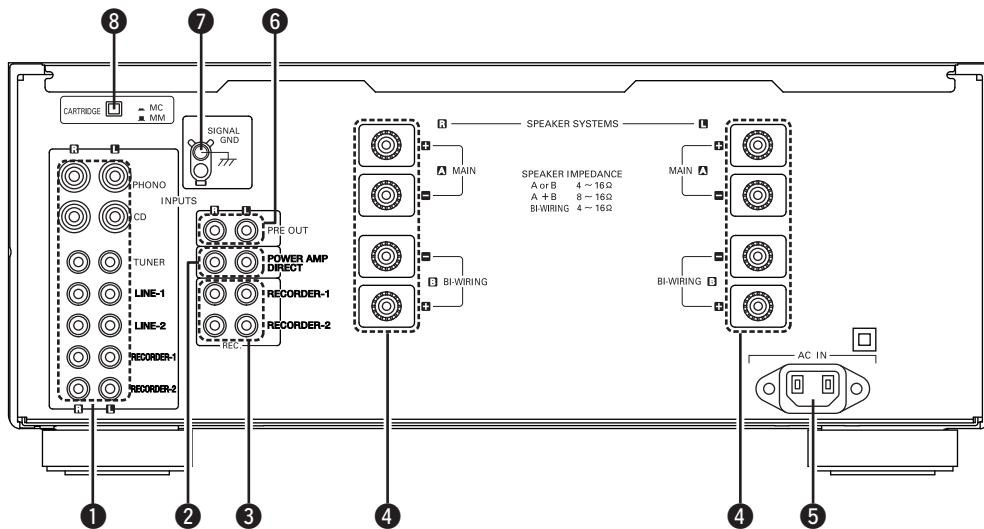 8
7
6
CARTRIDGE
MC
MM
SIGNAL
GND
R L
PHONO
INPUTS
CD
TUNER
LINE-1
LINE-2
RECORDER-1
RECORDER-2
R L
R L
PRE OUT
POWER AMP
DIRECT
RECORDER-1
RECORDER-2
REC.
R SPEAKER SYSTEMS L
+
A MAIN
−
SPEAKER IMPEDANCE
A or B 4 ~ 16Ω
A + B 8 ~ 16Ω
BI-WIRING 4 ~ 16Ω
−
B BI-WIRING
+
+
MAIN A
−
−
BI-WIRING B
+
AC IN
1
2
3
4
4
5